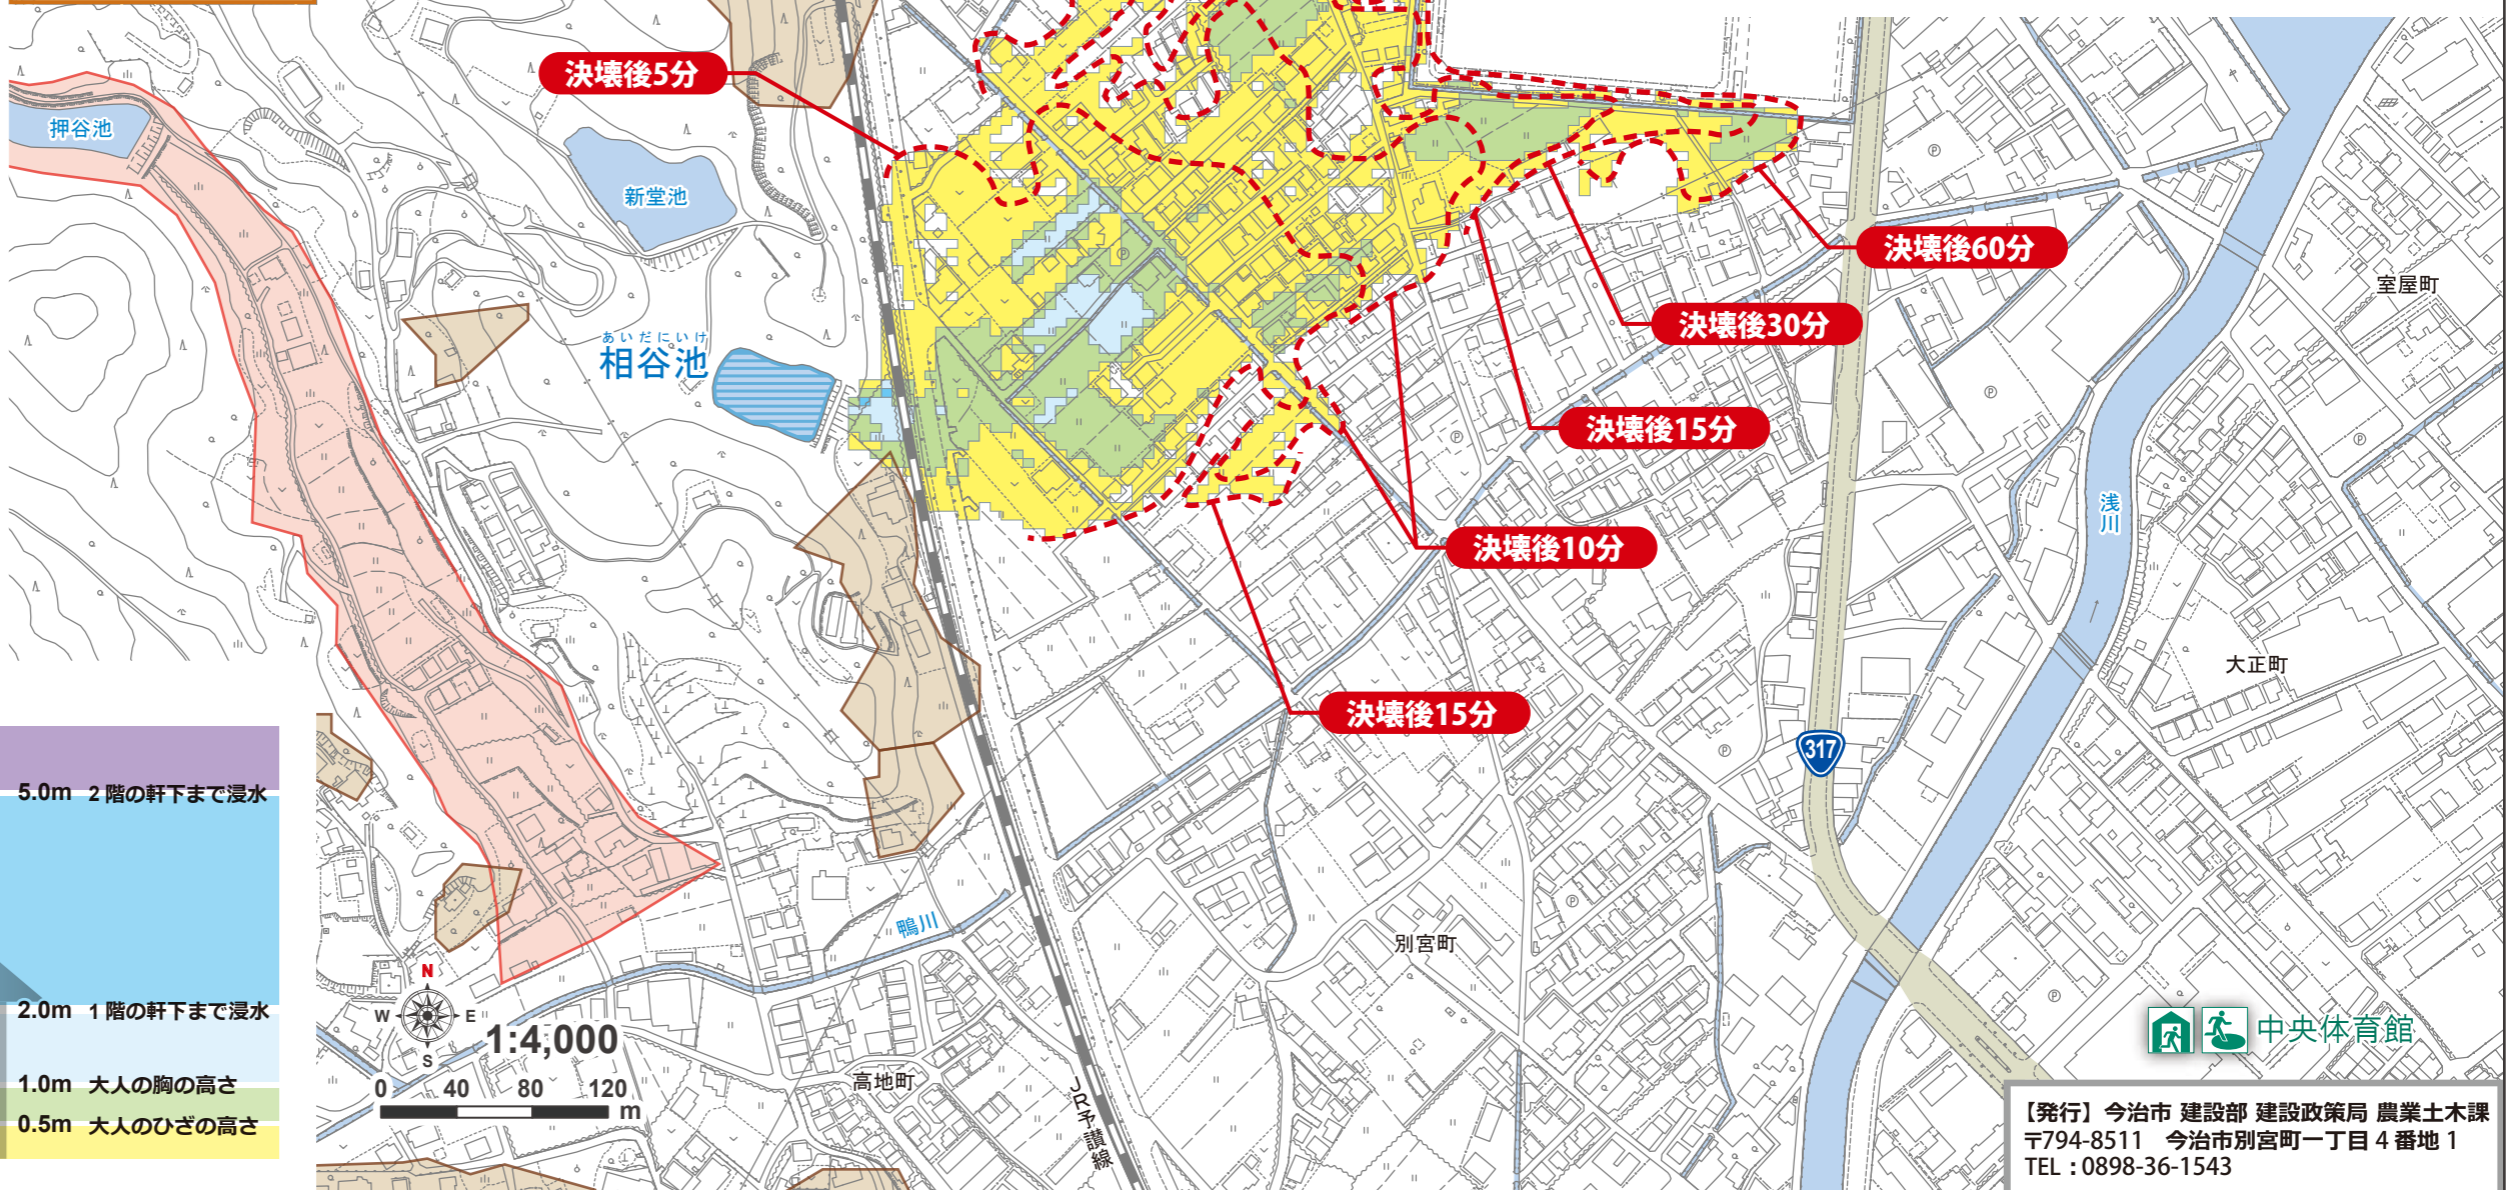 決壊後5分
押谷池
新堂池
決壊後60分
室屋町
決壊後30分
あいだにいけ
相谷池
決壊後15分
浅川
決壊後10分
大正町
決壊後15分
317
5.0m 2階の軒下まで浸水
鴨川
別宮町
N
W E
S
2.0m 1階の軒下まで浸水
1:4,000
中央体育館
1.0m 大人の胸の高さ
0 40 80 120
m
高地町
JR予讃線
0.5m 大人のひざの高さ
【発行】今治市 建設部 建設政策局 農業土木課
〒794-8511 今治市別宮町一丁目4番地1
TEL：0898-36-1543